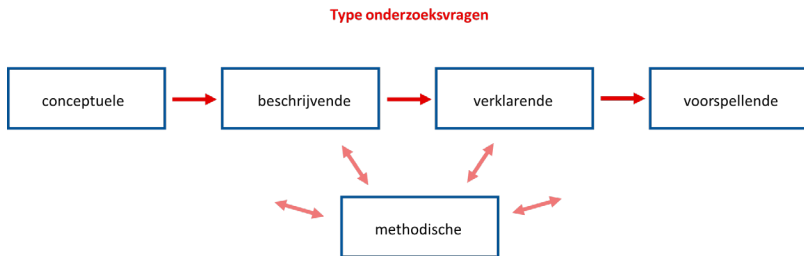 Type onderzoeksvragen
conceptuele
beschrijvende
verklarende
voorspellende
methodische